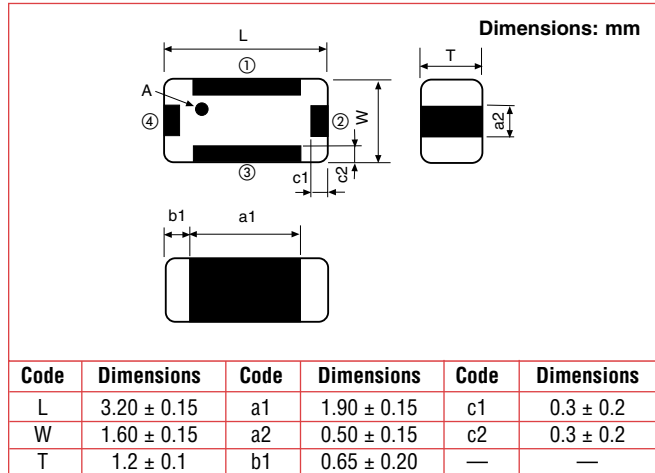 Dimensions: mm
L
T
①
A
④
②
W
a2
③
c1
c2
b1
a1
Code Dimensions Code Dimensions Code Dimensions
L 3.20 ± 0.15 a1 1.90 ± 0.15 c1 0.3 ± 0.2
W 1.60 ± 0.15 a2 0.50 ± 0.15 c2 0.3 ± 0.2
T 1.2 ± 0.1 b1 0.65 ± 0.20 — —